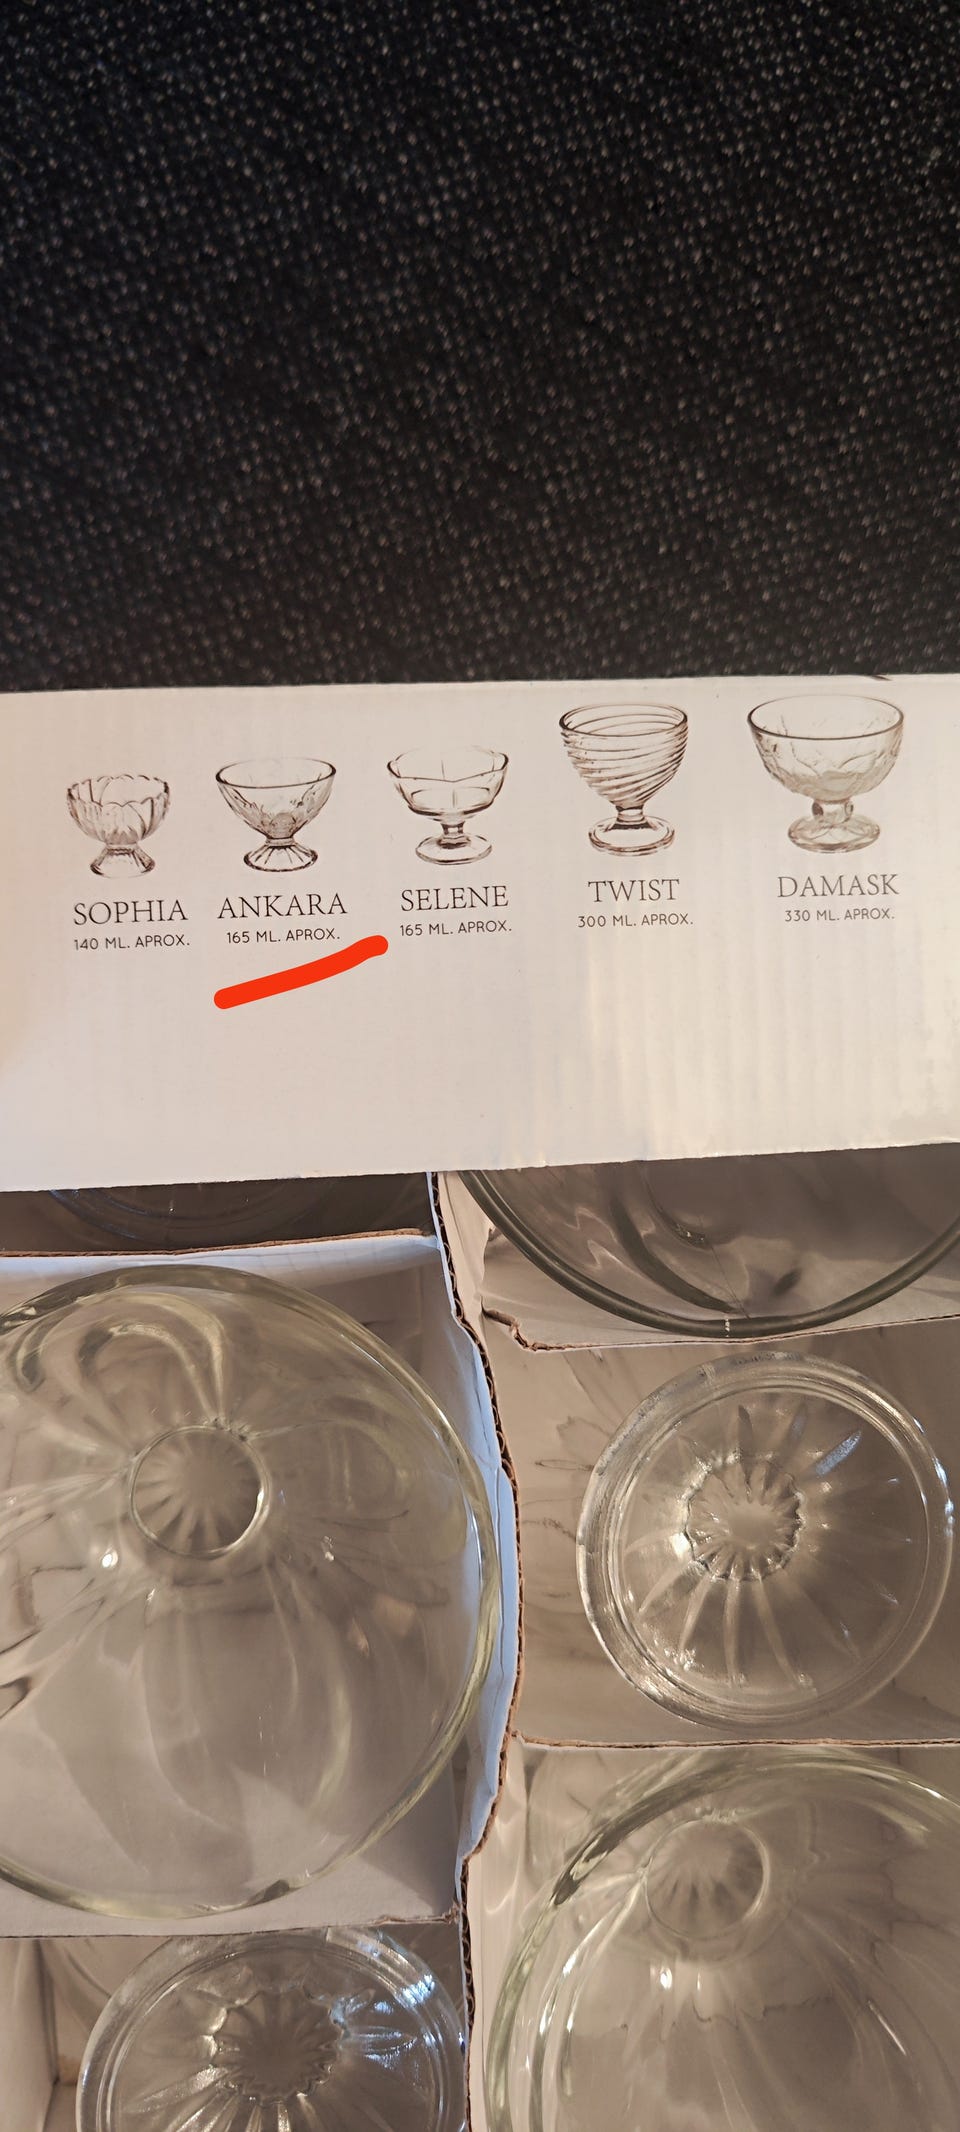 SOPHIA
140 ML. APROX.
ANKARA
165 ML. APROX.
SELENE
165 ML. APROX.
TWIST
300 ML. APROX.
DAMASK
330 ML. APROX.